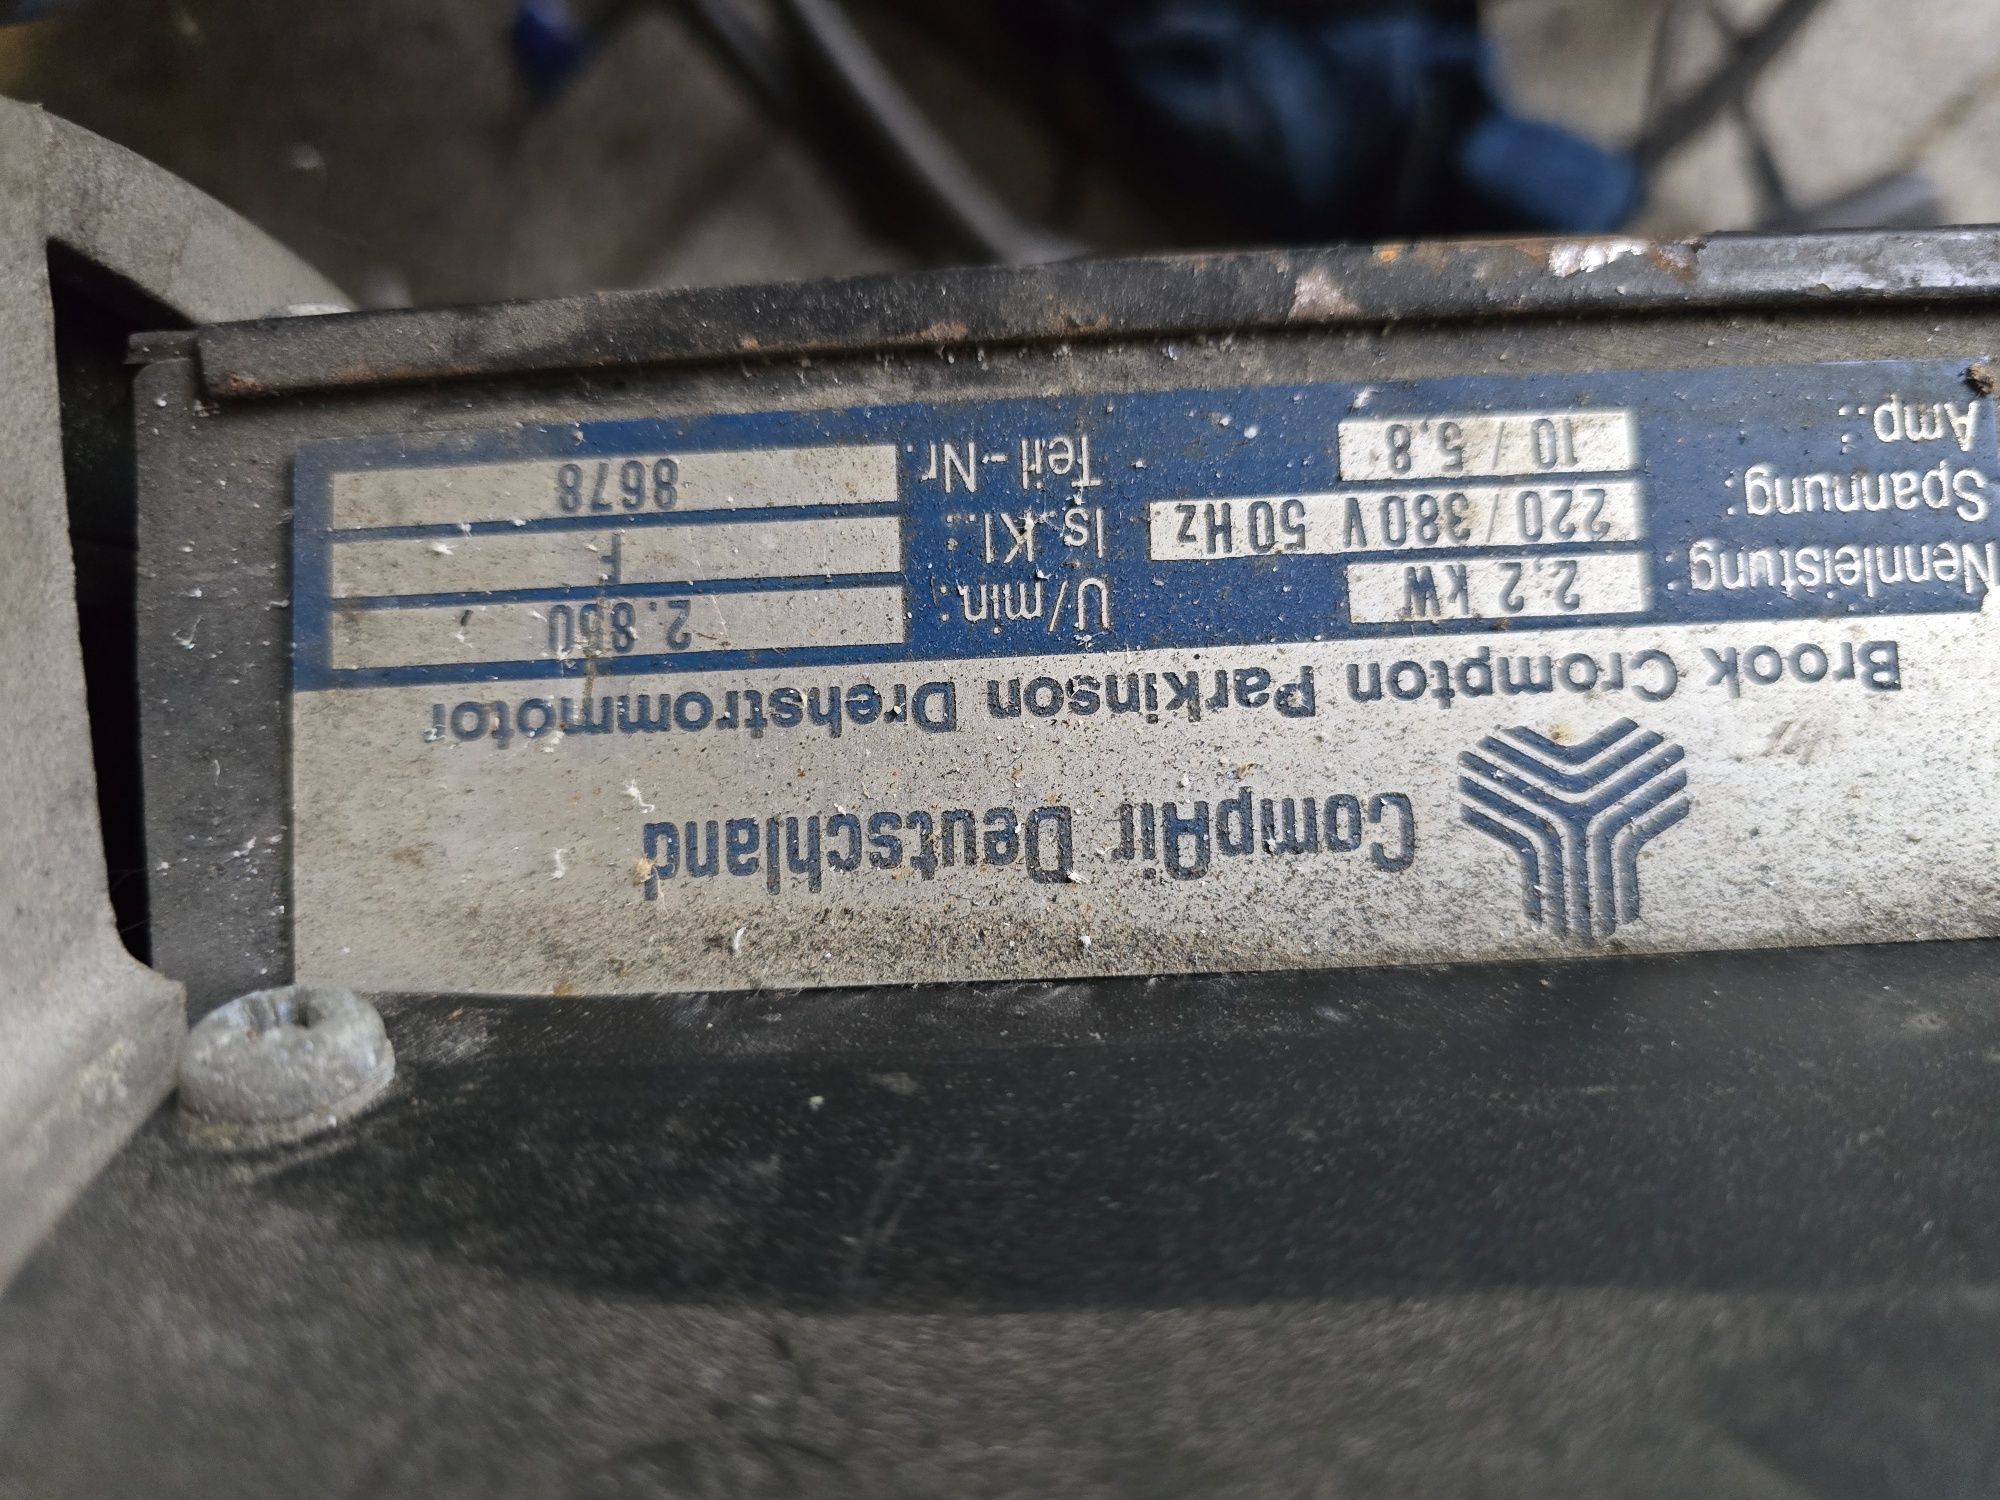 CompAir Deutschland
Brook Crompton Parkinson Drehstrommotor
Nennleistung: 2,2 kW U/min.: 2.850
Spannung: 220/380V 50Hz Is. Kl.: F
Amp.: 10/5,8 Teil-Nr. 8678